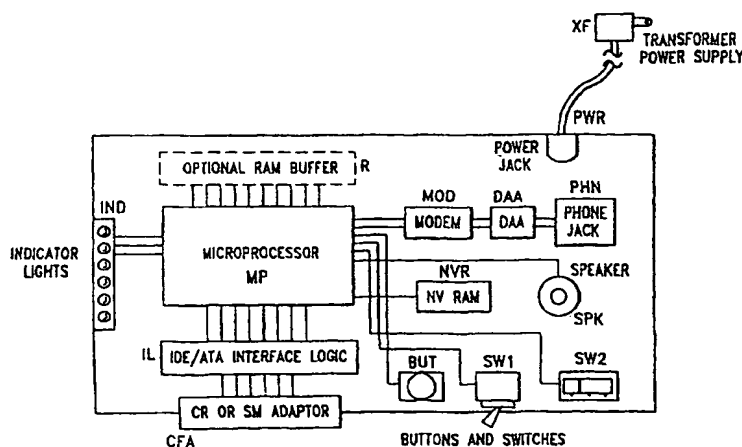 XF
TRANSFORMER
POWER SUPPLY
PWR
POWER
JACK
OPTIONAL RAM BUFFER
R
IND
MOD
DAA
PHN
MODEM
DAA
PHONE
JACK
INDICATOR
LIGHTS
MICROPROCESSOR
MP
NVR
NV RAM
SPEAKER
SPK
IL
IDE/ATA INTERFACE LOGIC
BUT
SW1
SW2
CR OR SM ADAPTOR
CFA
BUTTONS AND SWITCHES